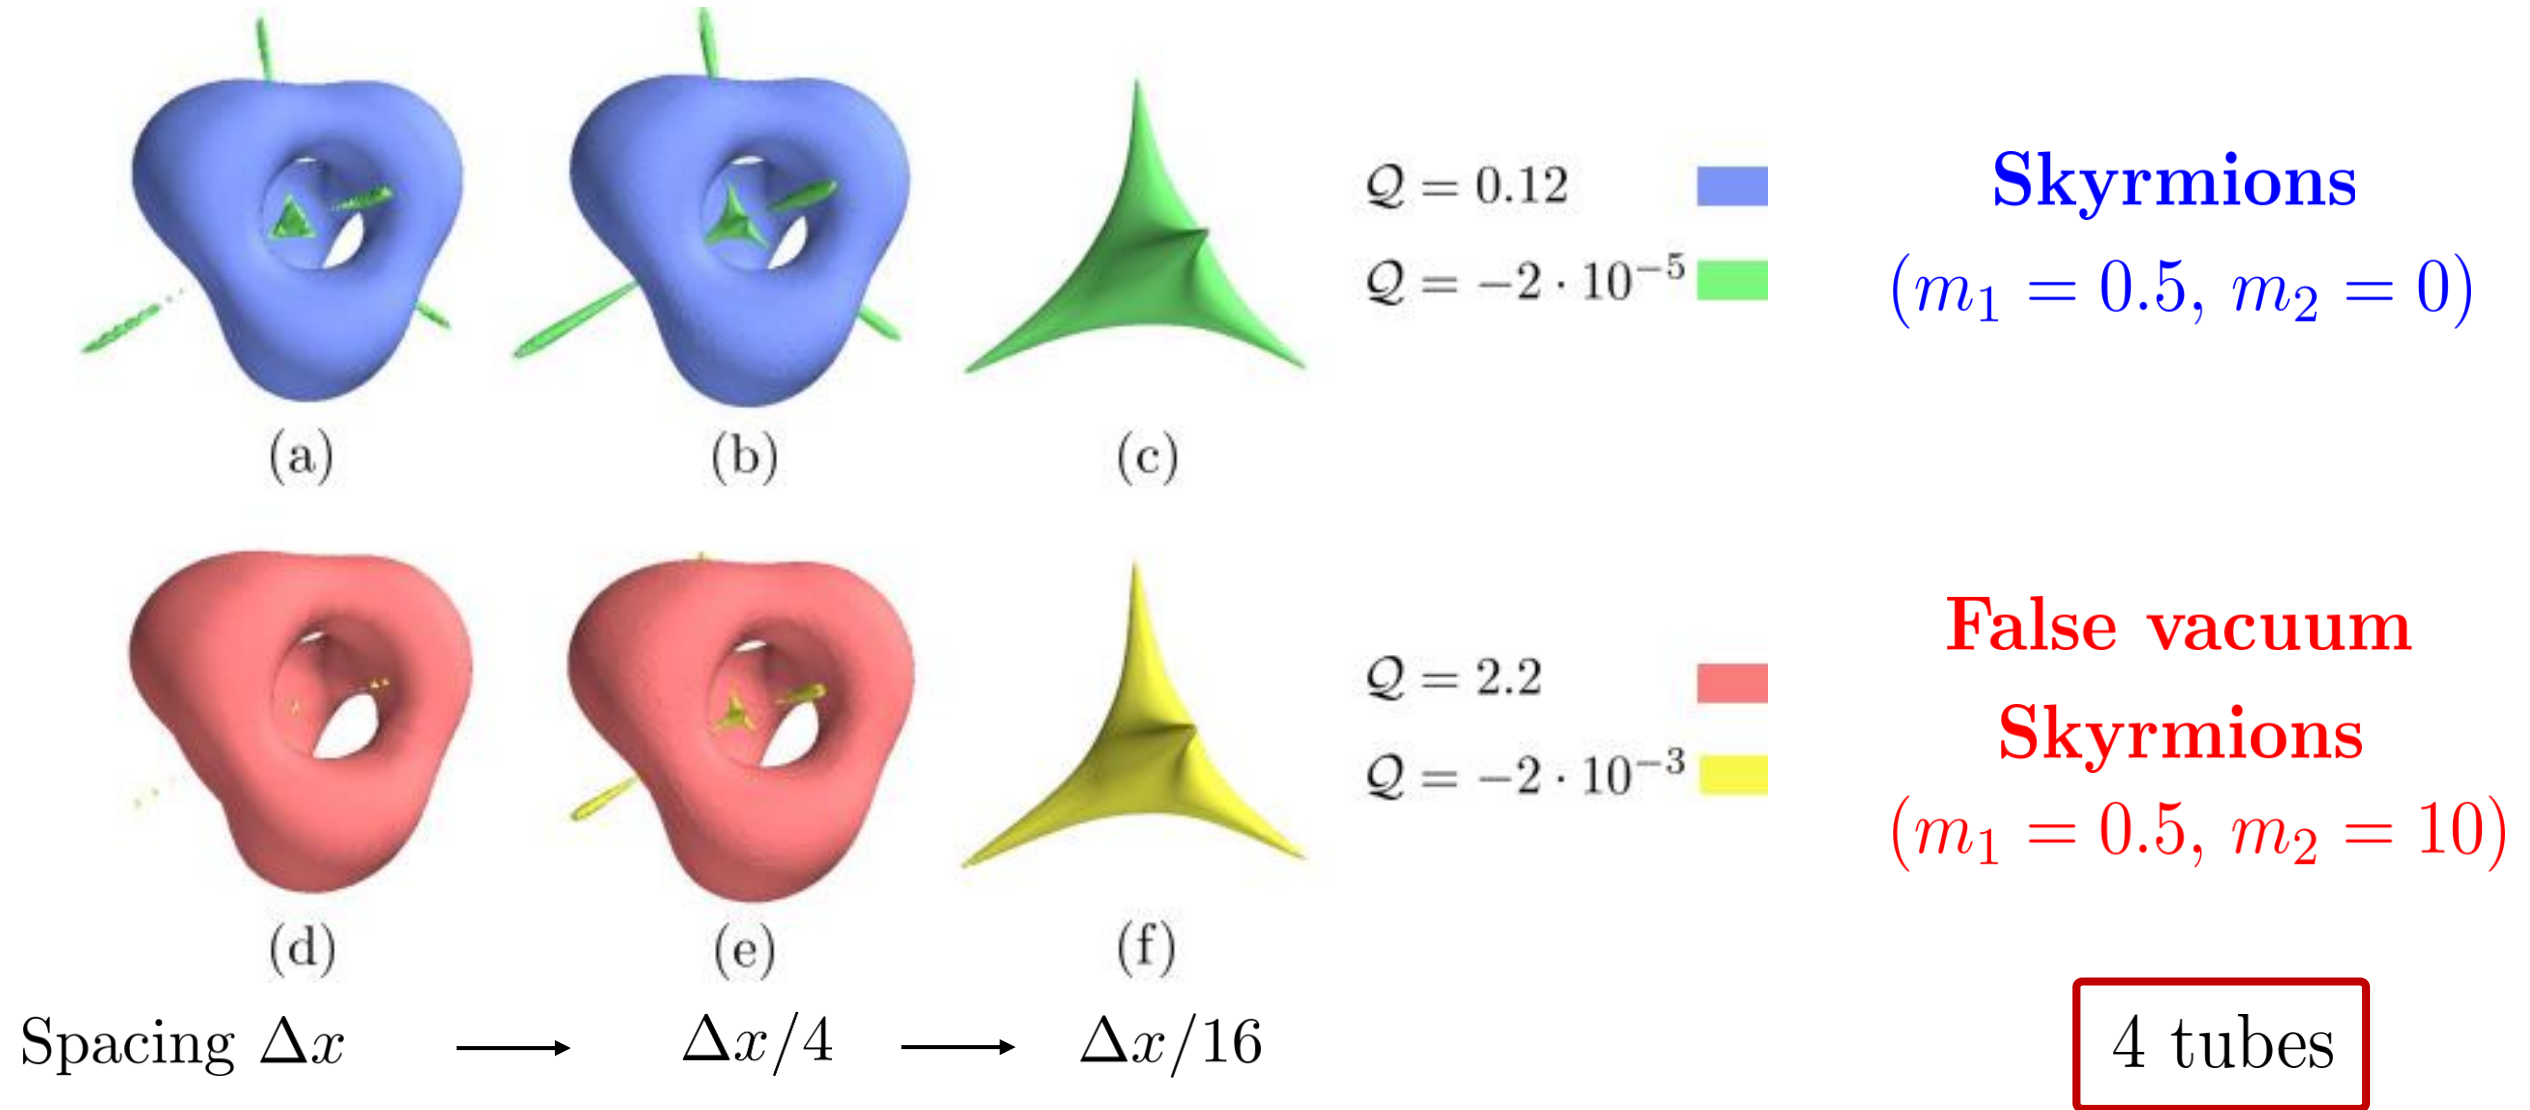 𝒬 = 0.12
𝒬 = −2 · 10⁻⁵
Skyrmions
(m₁ = 0.5, m₂ = 0)
(a) (b) (c)
𝒬 = 2.2
𝒬 = −2 · 10⁻³
False vacuum
Skyrmions
(m₁ = 0.5, m₂ = 10)
(d) (e) (f)
Spacing Δx ⟶ Δx/4 ⟶ Δx/16
4 tubes